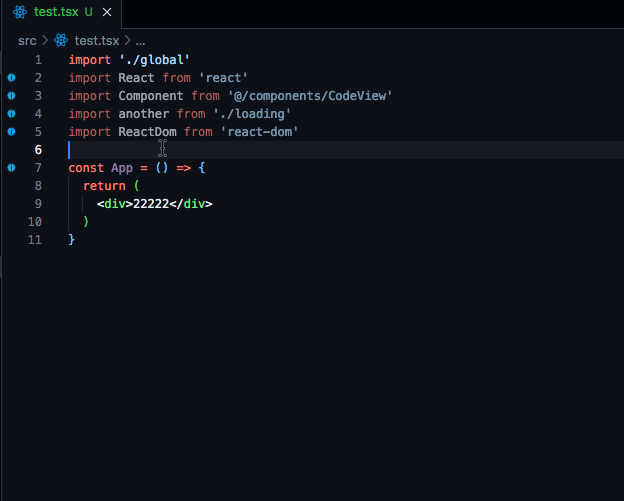 test.tsx U
src > test.tsx > ...
1 import './global'
2 import React from 'react'
3 import Component from '@/components/CodeView'
4 import another from './loading'
5 import ReactDom from 'react-dom'
6
7 const App = () => {
8   return (
9     <div>22222</div>
10   )
11 }